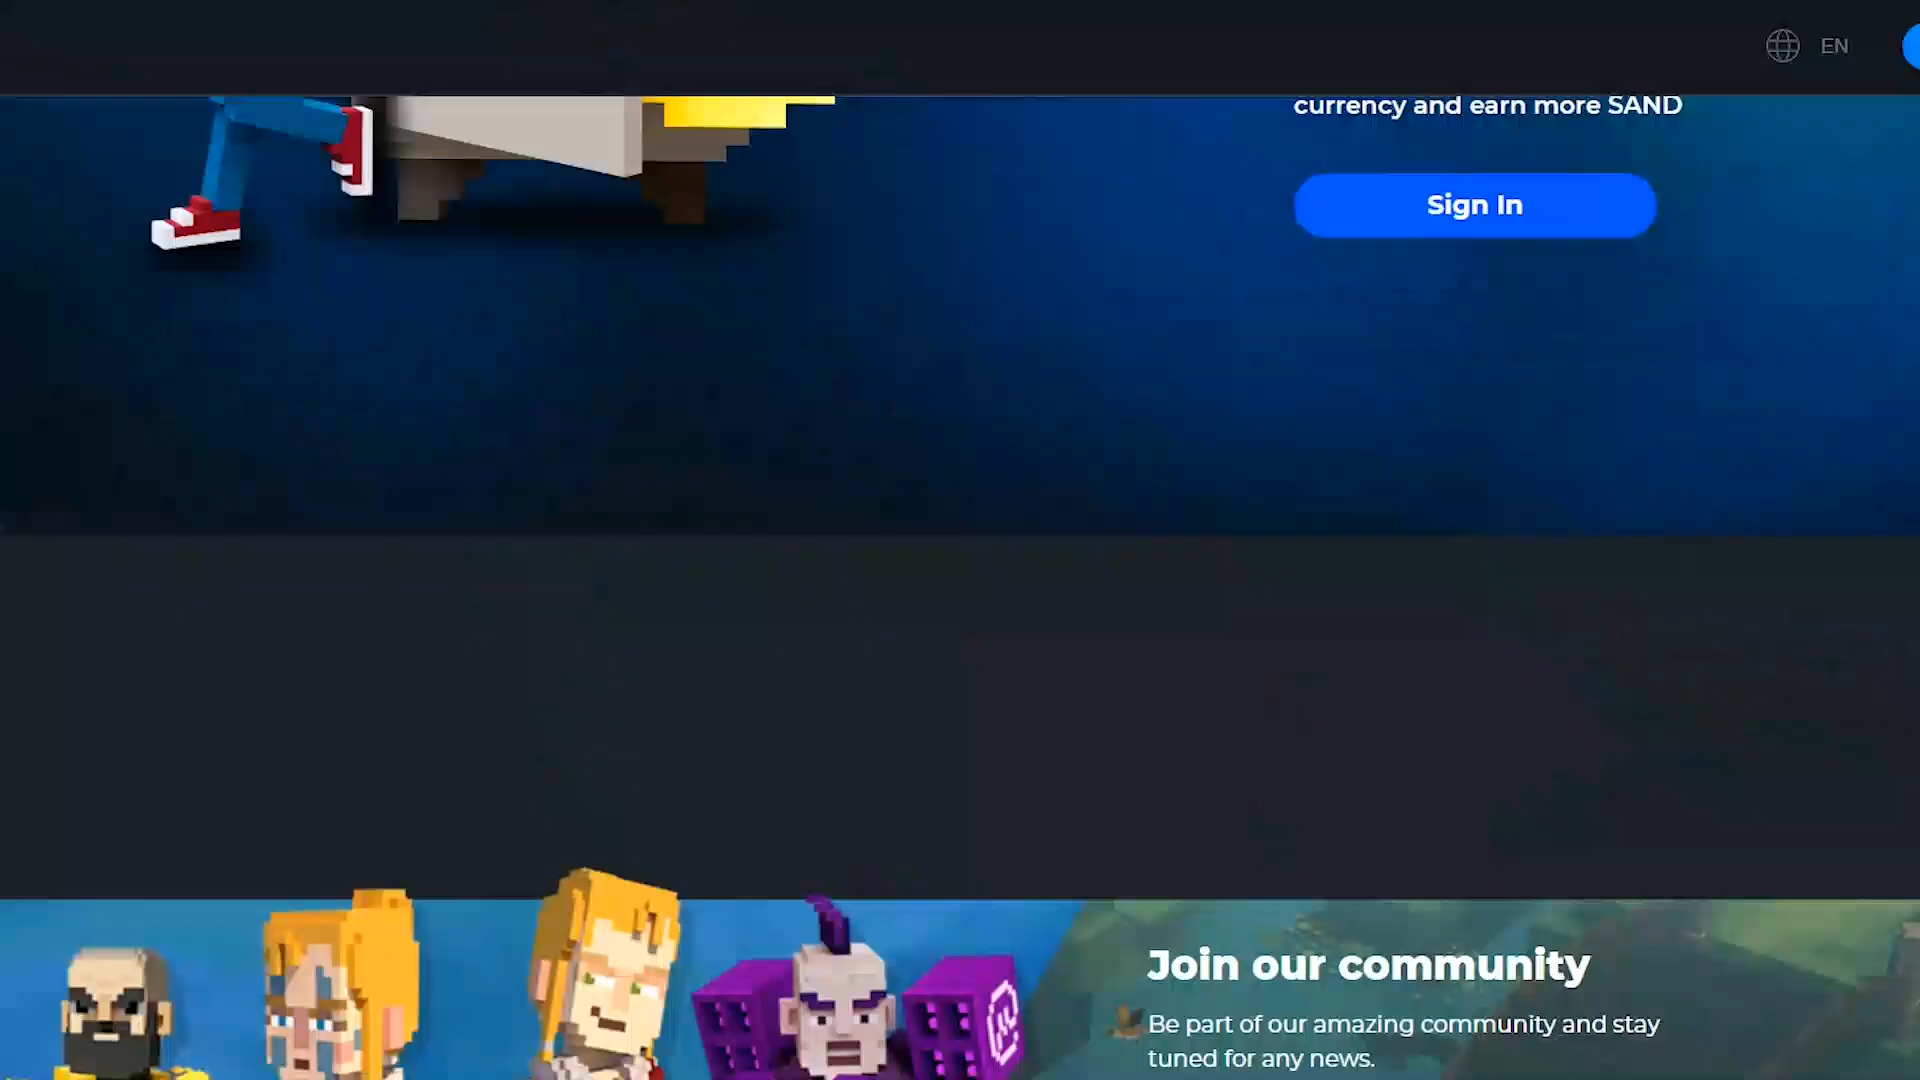 EN
currency and earn more SAND
Sign In
Join our community
Be part of our amazing community and stay
tuned for any news.